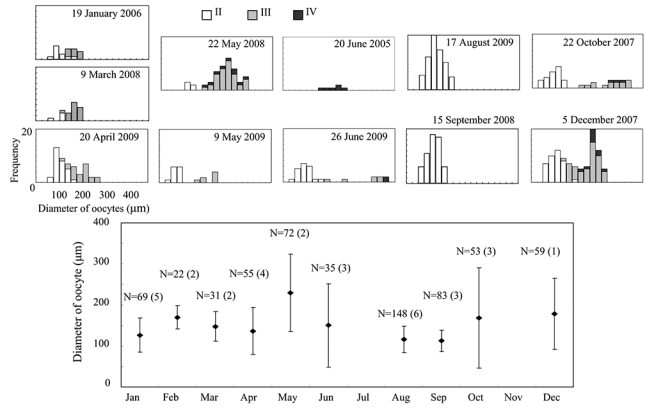 II III IV
19 January 2006
22 May 2008
20 June 2005
17 August 2009
22 October 2007
9 March 2008
20 April 2009
9 May 2009
26 June 2009
15 September 2008
5 December 2007
Frequency
20
0
100 200 300 400
Diameter of oocytes (μm)
Diameter of oocyte (μm)
400
300
200
100
0
N=69 (5)
N=22 (2)
N=31 (2)
N=55 (4)
N=72 (2)
N=35 (3)
N=148 (6)
N=83 (3)
N=53 (3)
N=59 (1)
Jan Feb Mar Apr May Jun Jul Aug Sep Oct Nov Dec